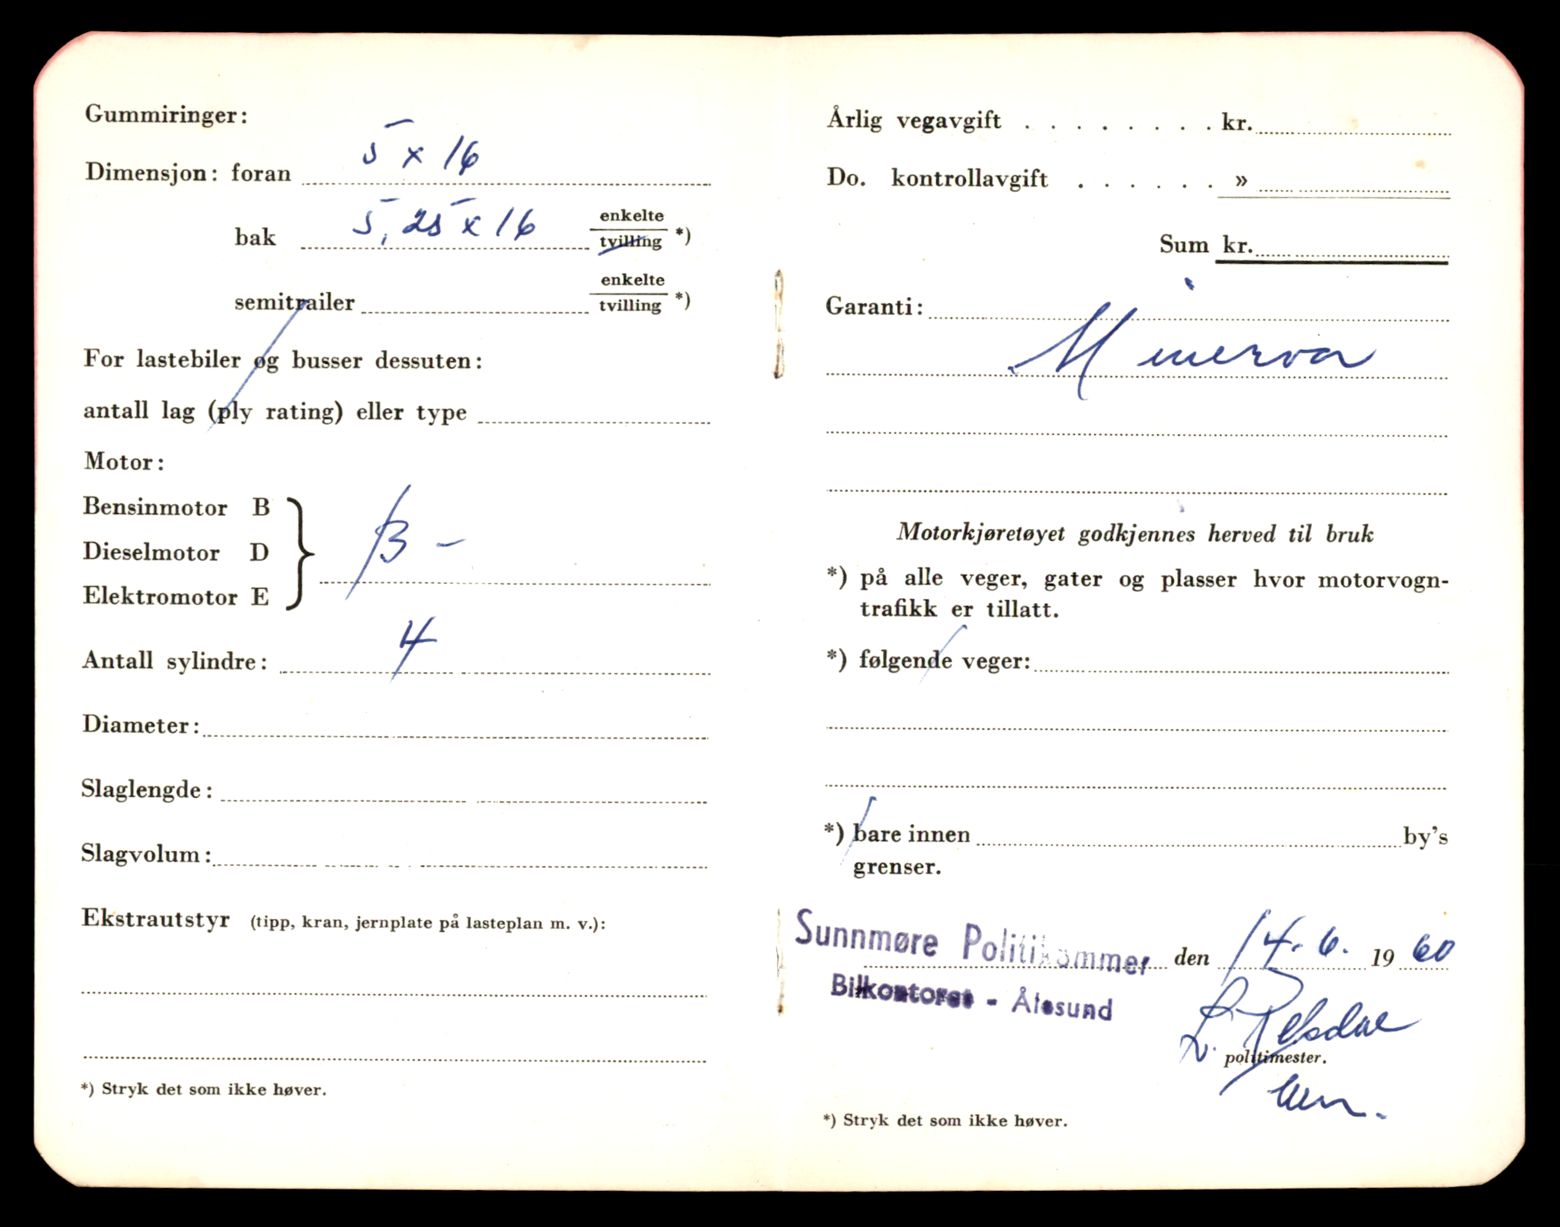 Gummiringer:
Dimensjon: foran 5 x 16
bak 5,25 x 16 enkelte
tvilling *)
semitrailer enkelte
tvilling *)
For lastebiler og busser dessuten:
antall lag (ply rating) eller type
Motor:
Bensinmotor B
Dieselmotor D
B –
Elektromotor E
Antall sylindre: 4
Diameter:
Slaglengde:
Slagvolum:
Ekstrautstyr (tipp, kran, jernplate på lasteplan m. v.):
*) Stryk det som ikke høver.
Årlig vegavgift . . . . . . . . kr.
Do. kontrollavgift . . . . . . »
Sum kr.
Garanti:
Minerva
Motorkjøretøyet godkjennes herved til bruk
*) på alle veger, gater og plasser hvor motorvogn-
trafikk er tillatt.
*) følgende veger:
*) bare innen by's
grenser.
Sunnmøre Politikammer den 14.6. 19 60
Bilkontoret - Ålesund
politimester.
*) Stryk det som ikke høver.